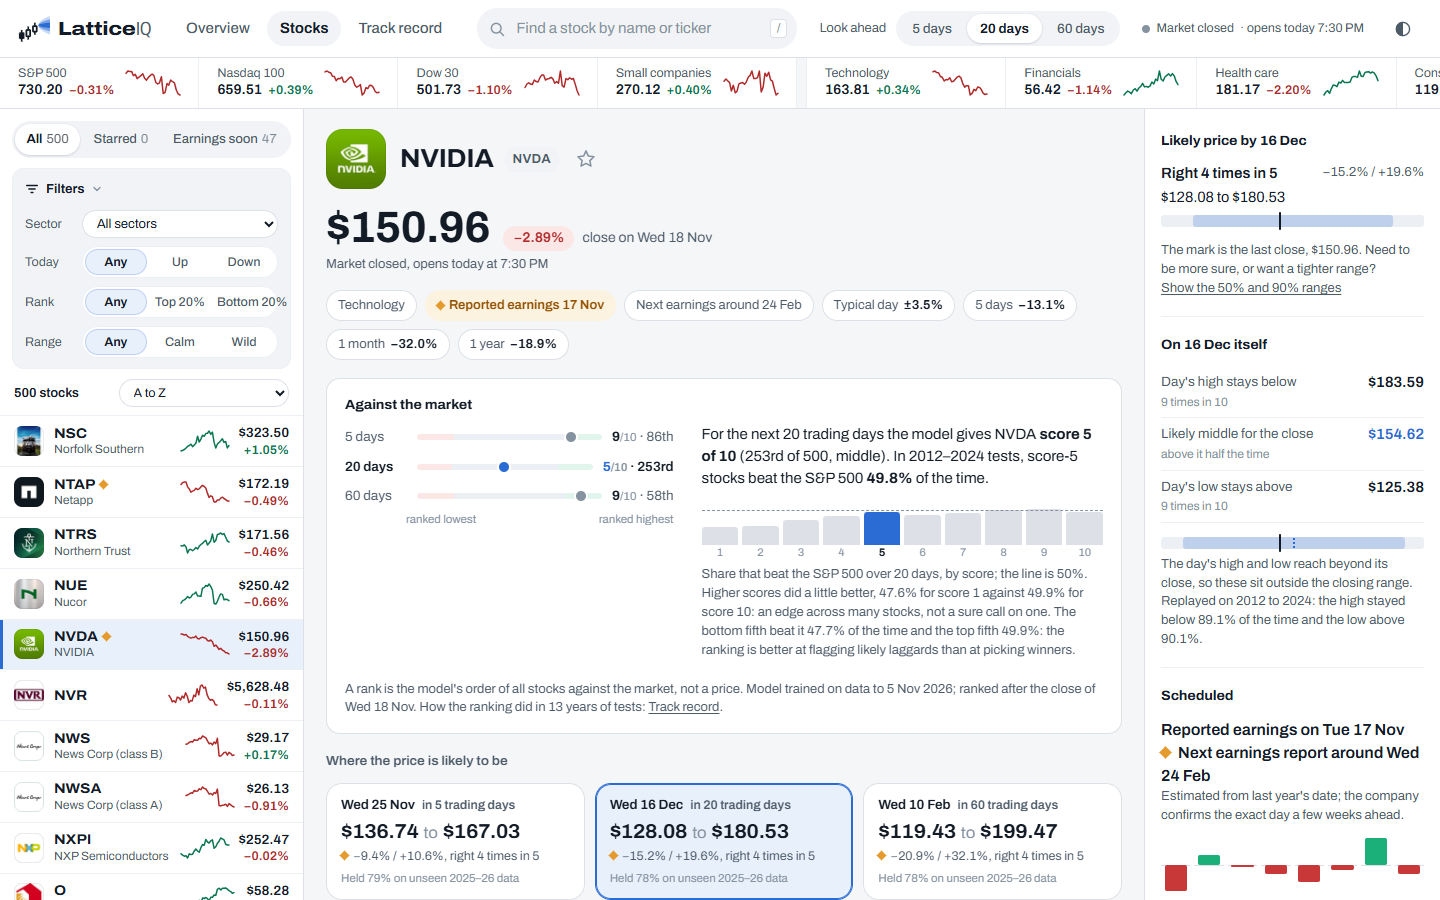 LatticeIQ
Overview
Stocks
Track record
Find a stock by name or ticker
/
Look ahead
5 days
20 days
60 days
Market closed · opens today 7:30 PM
S&P 500
730.20 −0.31%
Nasdaq 100
659.51 +0.39%
Dow 30
501.73 −1.10%
Small companies
270.12 +0.40%
Technology
163.81 +0.34%
Financials
56.42 −1.14%
Health care
181.17 −2.20%
Cons
119.
All 500
Starred 0
Earnings soon 47
Filters
Sector
All sectors
Today
Any
Up
Down
Rank
Any
Top 20%
Bottom 20%
Range
Any
Calm
Wild
500 stocks
A to Z
NSC
Norfolk Southern
$323.50
+1.05%
NTAP
Netapp
$172.19
−0.49%
NTRS
Northern Trust
$171.56
−0.46%
NUE
Nucor
$250.42
−0.66%
NVDA
NVIDIA
$150.96
−2.89%
NVR
$5,628.48
−0.11%
NWS
News Corp (class B)
$29.17
+0.17%
NWSA
News Corp (class A)
$26.13
−0.91%
NXPI
NXP Semiconductors
$252.47
−0.02%
O
$58.28
NVIDIA
NVIDIA
NVDA
$150.96
−2.89%
close on Wed 18 Nov
Market closed, opens today at 7:30 PM
Technology
Reported earnings 17 Nov
Next earnings around 24 Feb
Typical day ±3.5%
5 days −13.1%
1 month −32.0%
1 year −18.9%
Against the market
5 days
9/10 · 86th
20 days
5/10 · 253rd
60 days
9/10 · 58th
ranked lowest
ranked highest
For the next 20 trading days the model gives NVDA score 5
of 10 (253rd of 500, middle). In 2012–2024 tests, score-5
stocks beat the S&P 500 49.8% of the time.
1 2 3 4 5 6 7 8 9 10
Share that beat the S&P 500 over 20 days, by score; the line is 50%.
Higher scores did a little better, 47.6% for score 1 against 49.9% for
score 10: an edge across many stocks, not a sure call on one. The
bottom fifth beat it 47.7% of the time and the top fifth 49.9%: the
ranking is better at flagging likely laggards than at picking winners.
A rank is the model's order of all stocks against the market, not a price. Model trained on data to 5 Nov 2026; ranked after the close of
Wed 18 Nov. How the ranking did in 13 years of tests: Track record.
Where the price is likely to be
Wed 25 Nov in 5 trading days
$136.74 to $167.03
−9.4% / +10.6%, right 4 times in 5
Held 79% on unseen 2025–26 data
Wed 16 Dec in 20 trading days
$128.08 to $180.53
−15.2% / +19.6%, right 4 times in 5
Held 78% on unseen 2025–26 data
Wed 10 Feb in 60 trading days
$119.43 to $199.47
−20.9% / +32.1%, right 4 times in 5
Held 78% on unseen 2025–26 data
Likely price by 16 Dec
Right 4 times in 5
−15.2% / +19.6%
$128.08 to $180.53
The mark is the last close, $150.96. Need to
be more sure, or want a tighter range?
Show the 50% and 90% ranges
On 16 Dec itself
Day's high stays below
$183.59
9 times in 10
Likely middle for the close
$154.62
above it half the time
Day's low stays above
$125.38
9 times in 10
The day's high and low reach beyond its
close, so these sit outside the closing range.
Replayed on 2012 to 2024: the high stayed
below 89.1% of the time and the low above
90.1%.
Scheduled
Reported earnings on Tue 17 Nov
Next earnings report around Wed
24 Feb
Estimated from last year's date; the company
confirms the exact day a few weeks ahead.